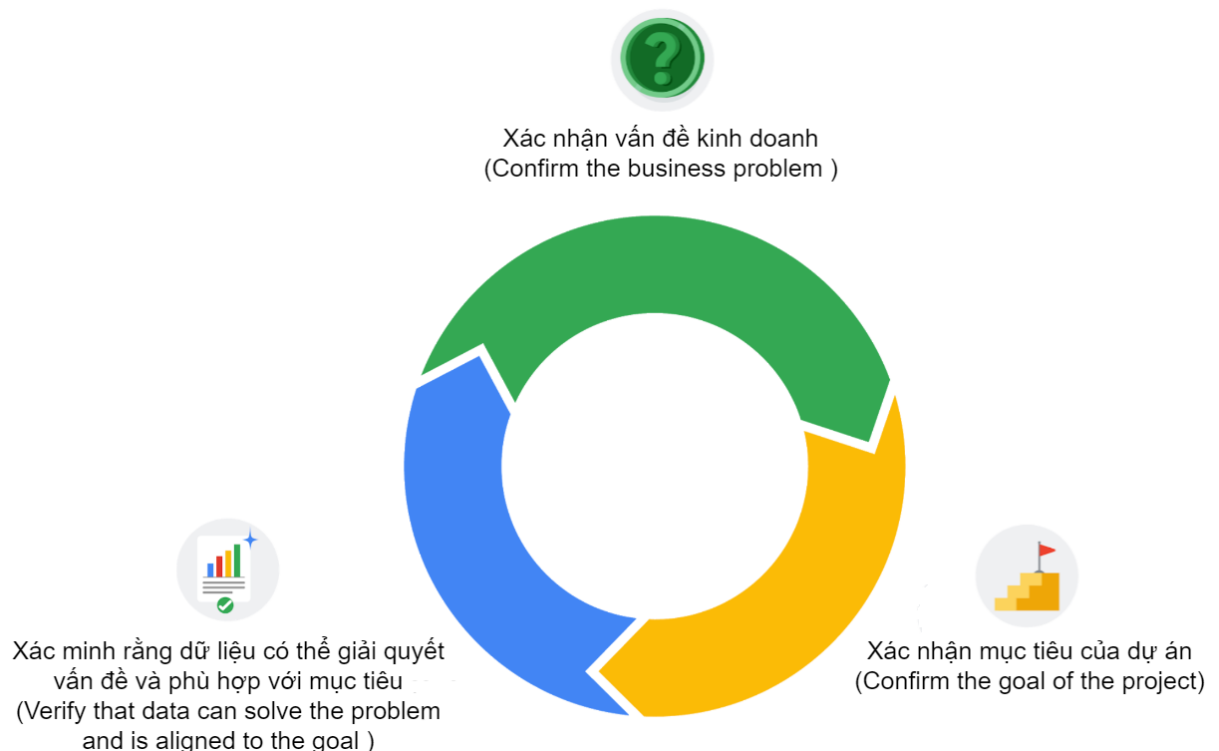 ?
Xác nhận vấn đề kinh doanh
(Confirm the business problem )
Xác minh rằng dữ liệu có thể giải quyết
vấn đề và phù hợp với mục tiêu
(Verify that data can solve the problem
and is aligned to the goal )
Xác nhận mục tiêu của dự án
(Confirm the goal of the project)